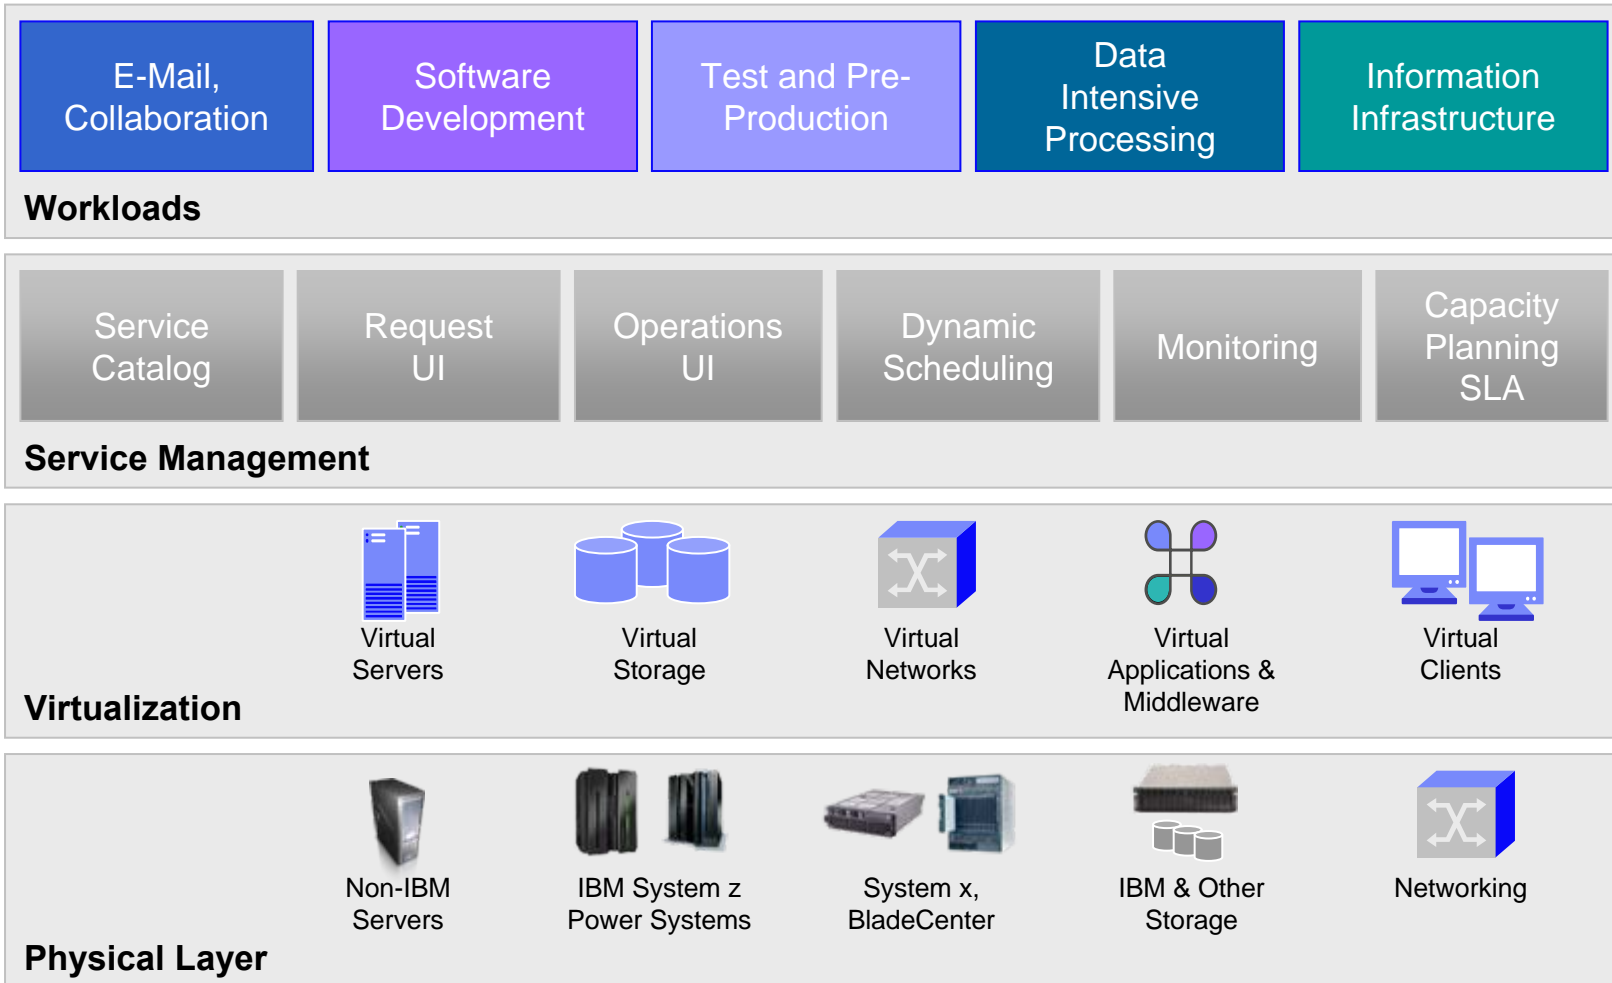 E-Mail,
Collaboration
Software
Development
Test and Pre-
Production
Data
Intensive
Processing
Information
Infrastructure
Workloads
Service
Catalog
Request
UI
Operations
UI
Dynamic
Scheduling
Monitoring
Capacity
Planning
SLA
Service Management
Virtual
Servers
Virtual
Storage
Virtual
Networks
Virtual
Applications &
Middleware
Virtual
Clients
Virtualization
Non-IBM
Servers
IBM System z
Power Systems
System x,
BladeCenter
IBM & Other
Storage
Networking
Physical Layer